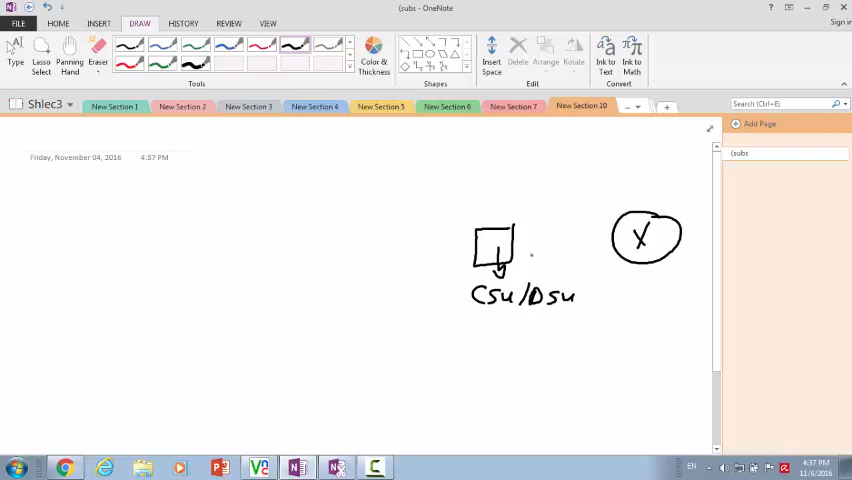 (subs - OneNote
FILE HOME INSERT DRAW HISTORY REVIEW VIEW
Sign in
Type
Lasso Select
Panning Hand
Eraser
Color & Thickness
Insert Space
Delete
Arrange
Rotate
Ink to Text
Ink to Math
Tools Shapes Edit Convert
Shlec3 New Section 1 New Section 2 New Section 3 New Section 4 New Section 5 New Section 6 New Section 7 New Section 10 ... +
Search (Ctrl+E)
Add Page
(subs
Friday, November 04, 2016 4:37 PM
X
CSU/DSU
EN 4:37 PM
11/4/2016